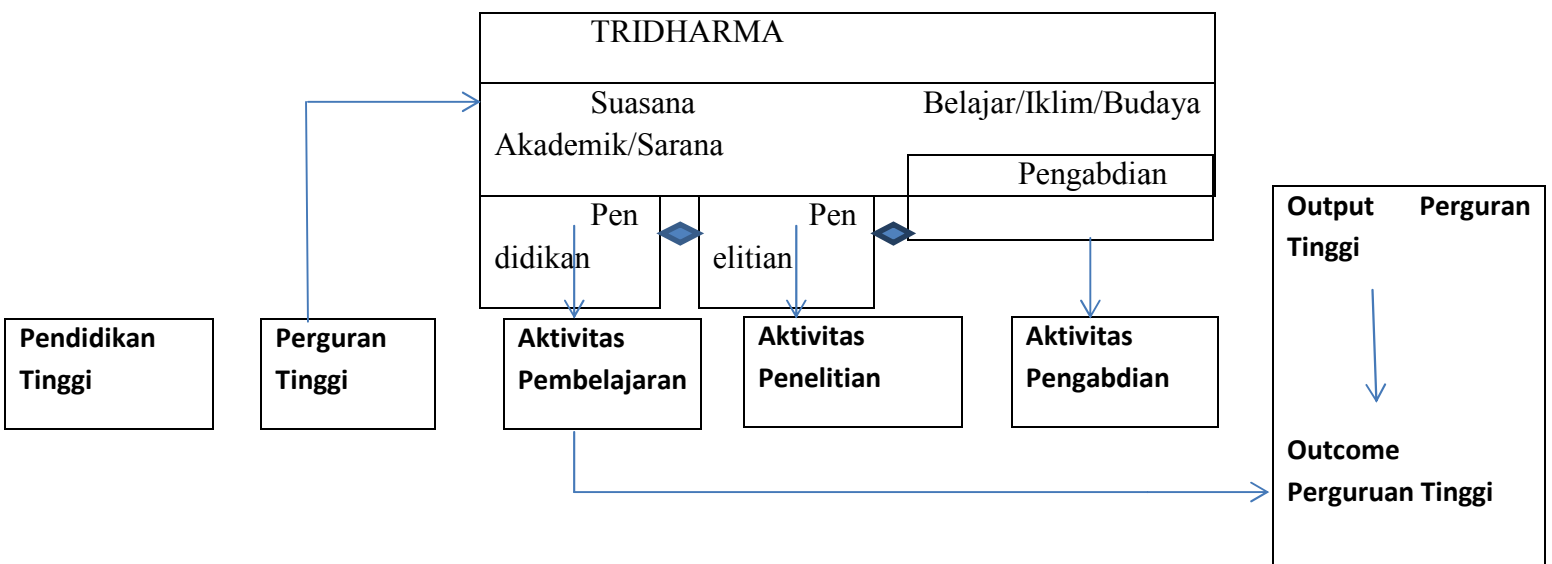 TRIDHARMA
Suasana Belajar/Iklim/Budaya
Akademik/Sarana
Pengabdian
Pen
didikan
Pen
elitian
Pendidikan
Tinggi
Perguran
Tinggi
Aktivitas
Pembelajaran
Aktivitas
Penelitian
Aktivitas
Pengabdian
Output Perguran
Tinggi
Outcome
Perguruan Tinggi